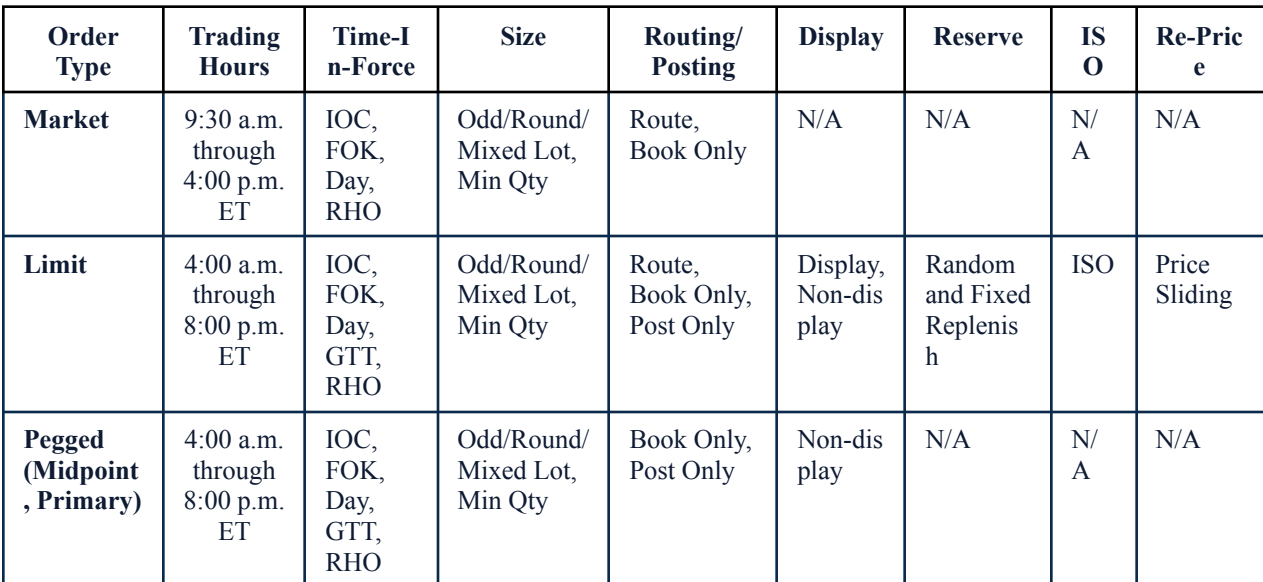 Order Type
Trading Hours
Time-I n-Force
Size
Routing/ Posting
Display
Reserve
IS O
Re-Pric e
Market
9:30 a.m. through 4:00 p.m. ET
IOC, FOK, Day, RHO
Odd/Round/ Mixed Lot, Min Qty
Route, Book Only
N/A
N/A
N/ A
N/A
Limit
4:00 a.m. through 8:00 p.m. ET
IOC, FOK, Day, GTT, RHO
Odd/Round/ Mixed Lot, Min Qty
Route, Book Only, Post Only
Display, Non-dis play
Random and Fixed Replenis h
ISO
Price Sliding
Pegged (Midpoint , Primary)
4:00 a.m. through 8:00 p.m. ET
IOC, FOK, Day, GTT, RHO
Odd/Round/ Mixed Lot, Min Qty
Book Only, Post Only
Non-dis play
N/A
N/ A
N/A